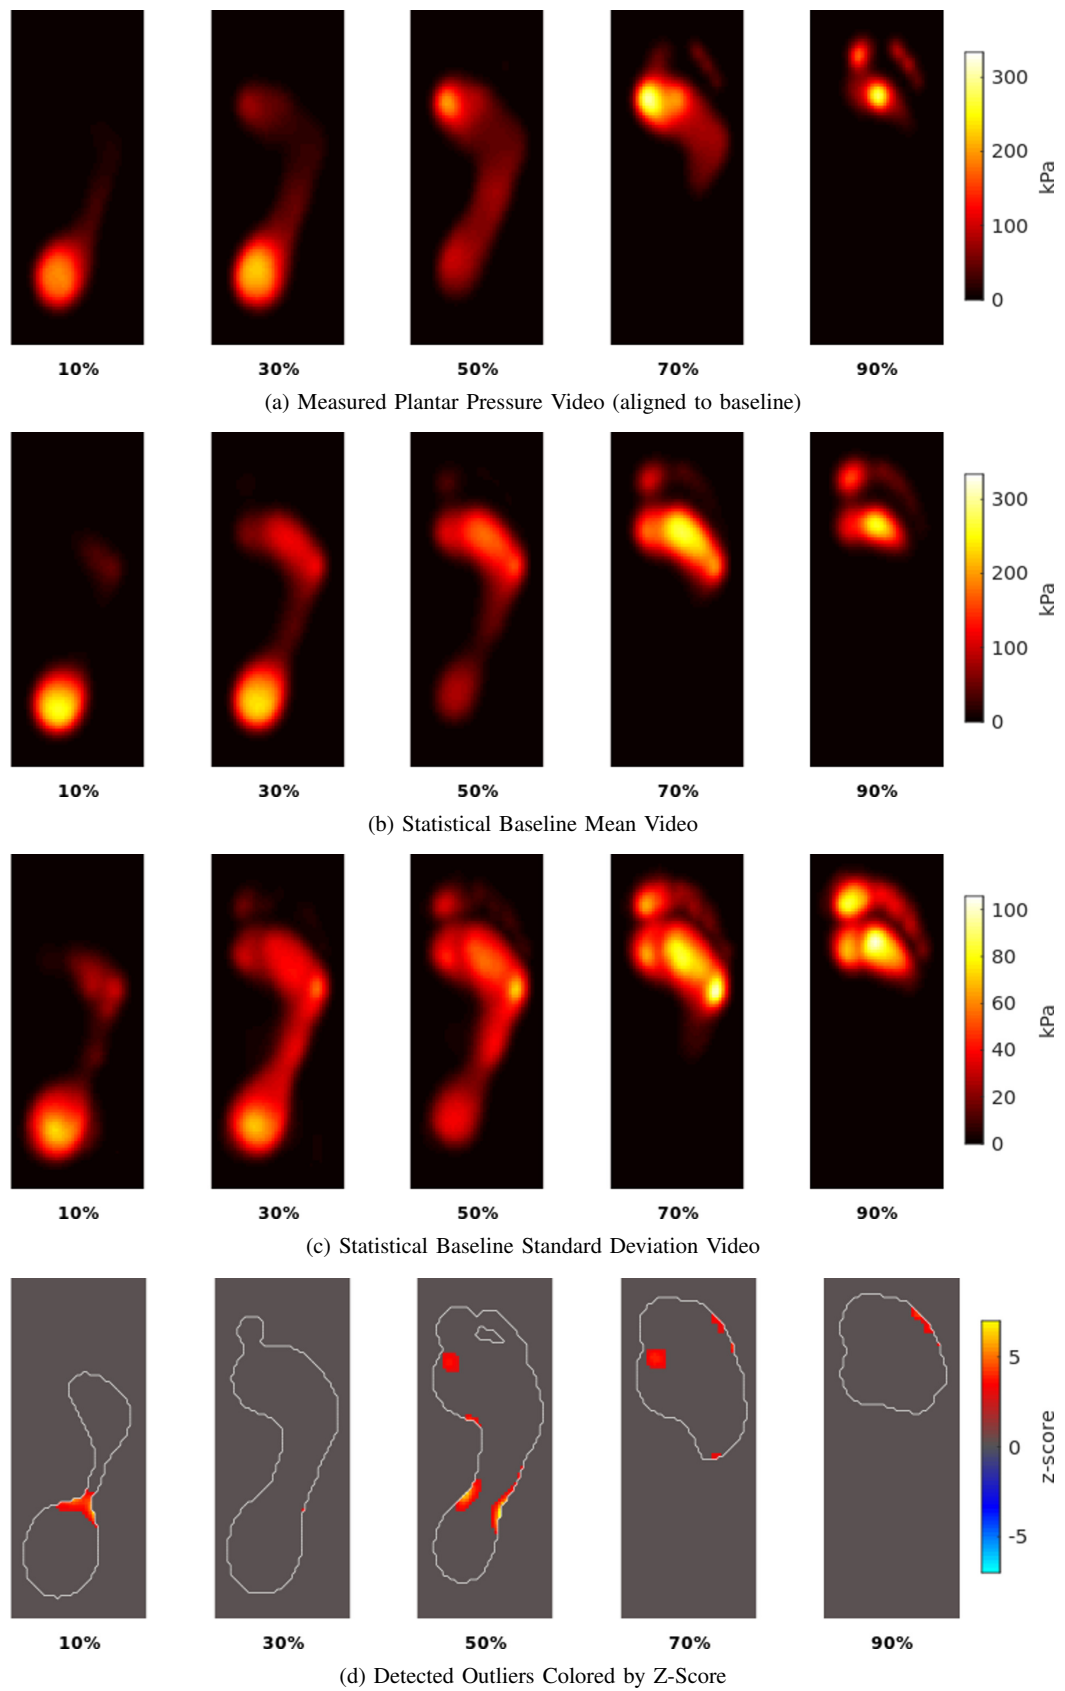 300
200
100
0
kPa
10% 30% 50% 70% 90%
(a) Measured Plantar Pressure Video (aligned to baseline)
300
200
100
0
kPa
10% 30% 50% 70% 90%
(b) Statistical Baseline Mean Video
100
80
60
40
20
0
kPa
10% 30% 50% 70% 90%
(c) Statistical Baseline Standard Deviation Video
5
0
-5
z-score
10% 30% 50% 70% 90%
(d) Detected Outliers Colored by Z-Score